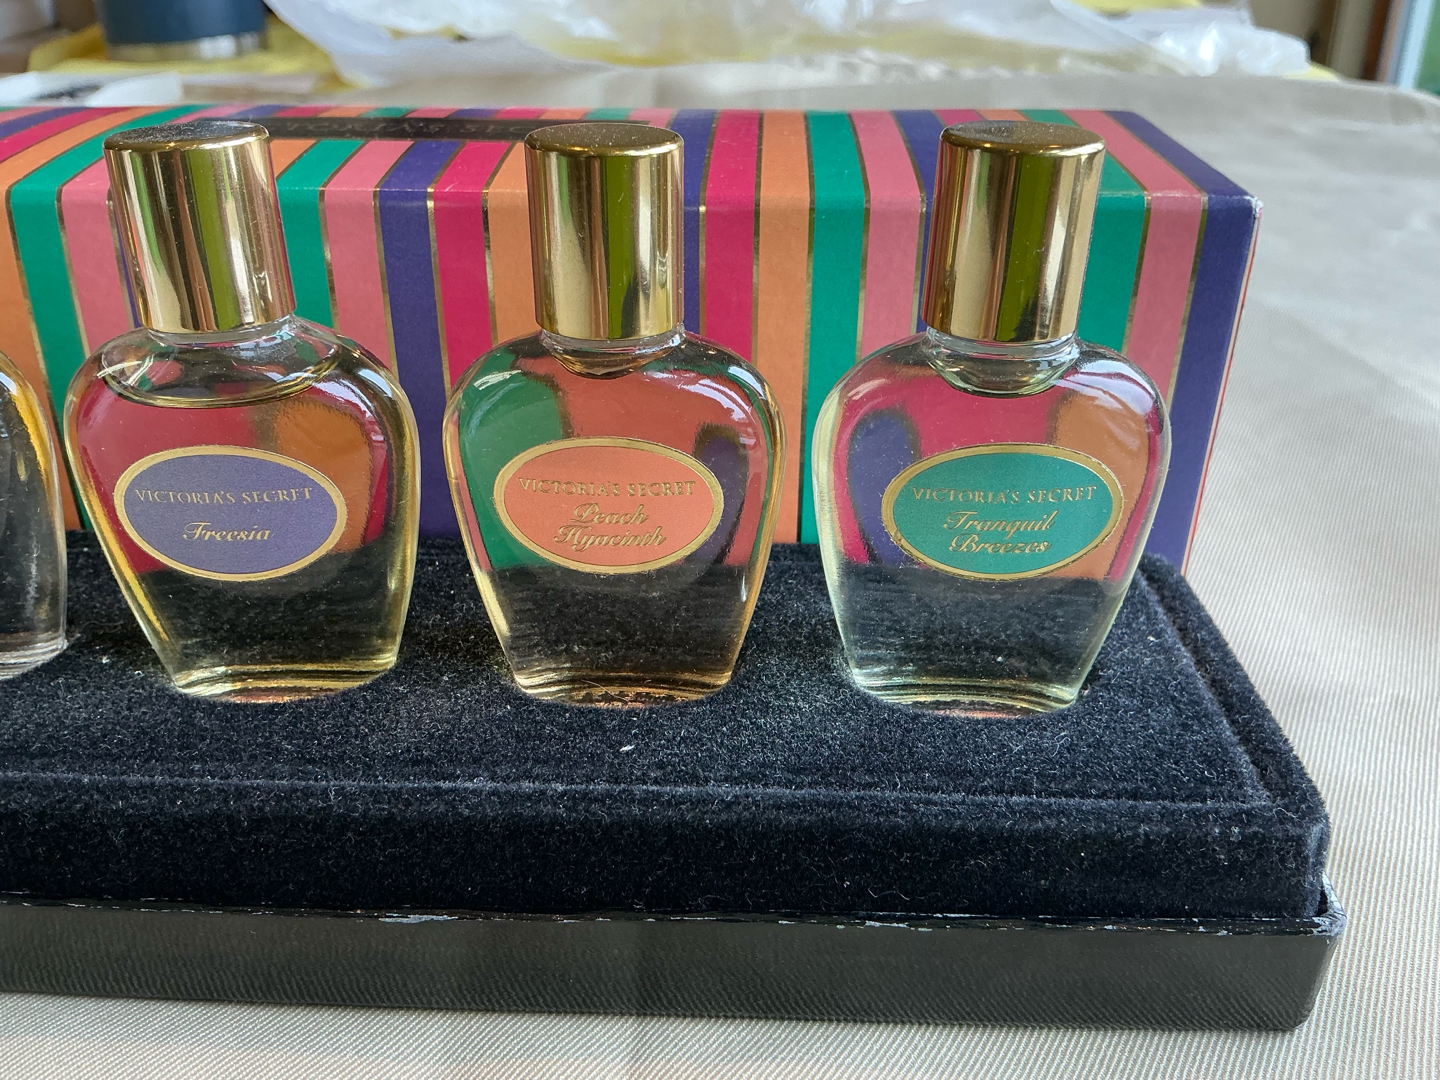 VICTORIA'S SECRET
Freesia
VICTORIA'S SECRET
Peach
Hyacinth
VICTORIA'S SECRET
Tranquil
Breezes